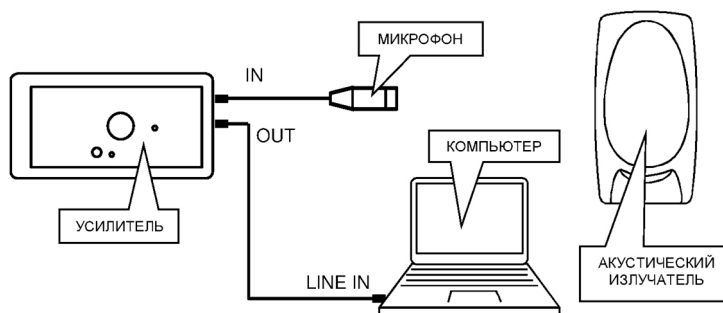 МИКРОФОН
IN
OUT
КОМПЬЮТЕР
УСИЛИТЕЛЬ
LINE IN
АКУСТИЧЕСКИЙ
ИЗЛУЧАТЕЛЬ